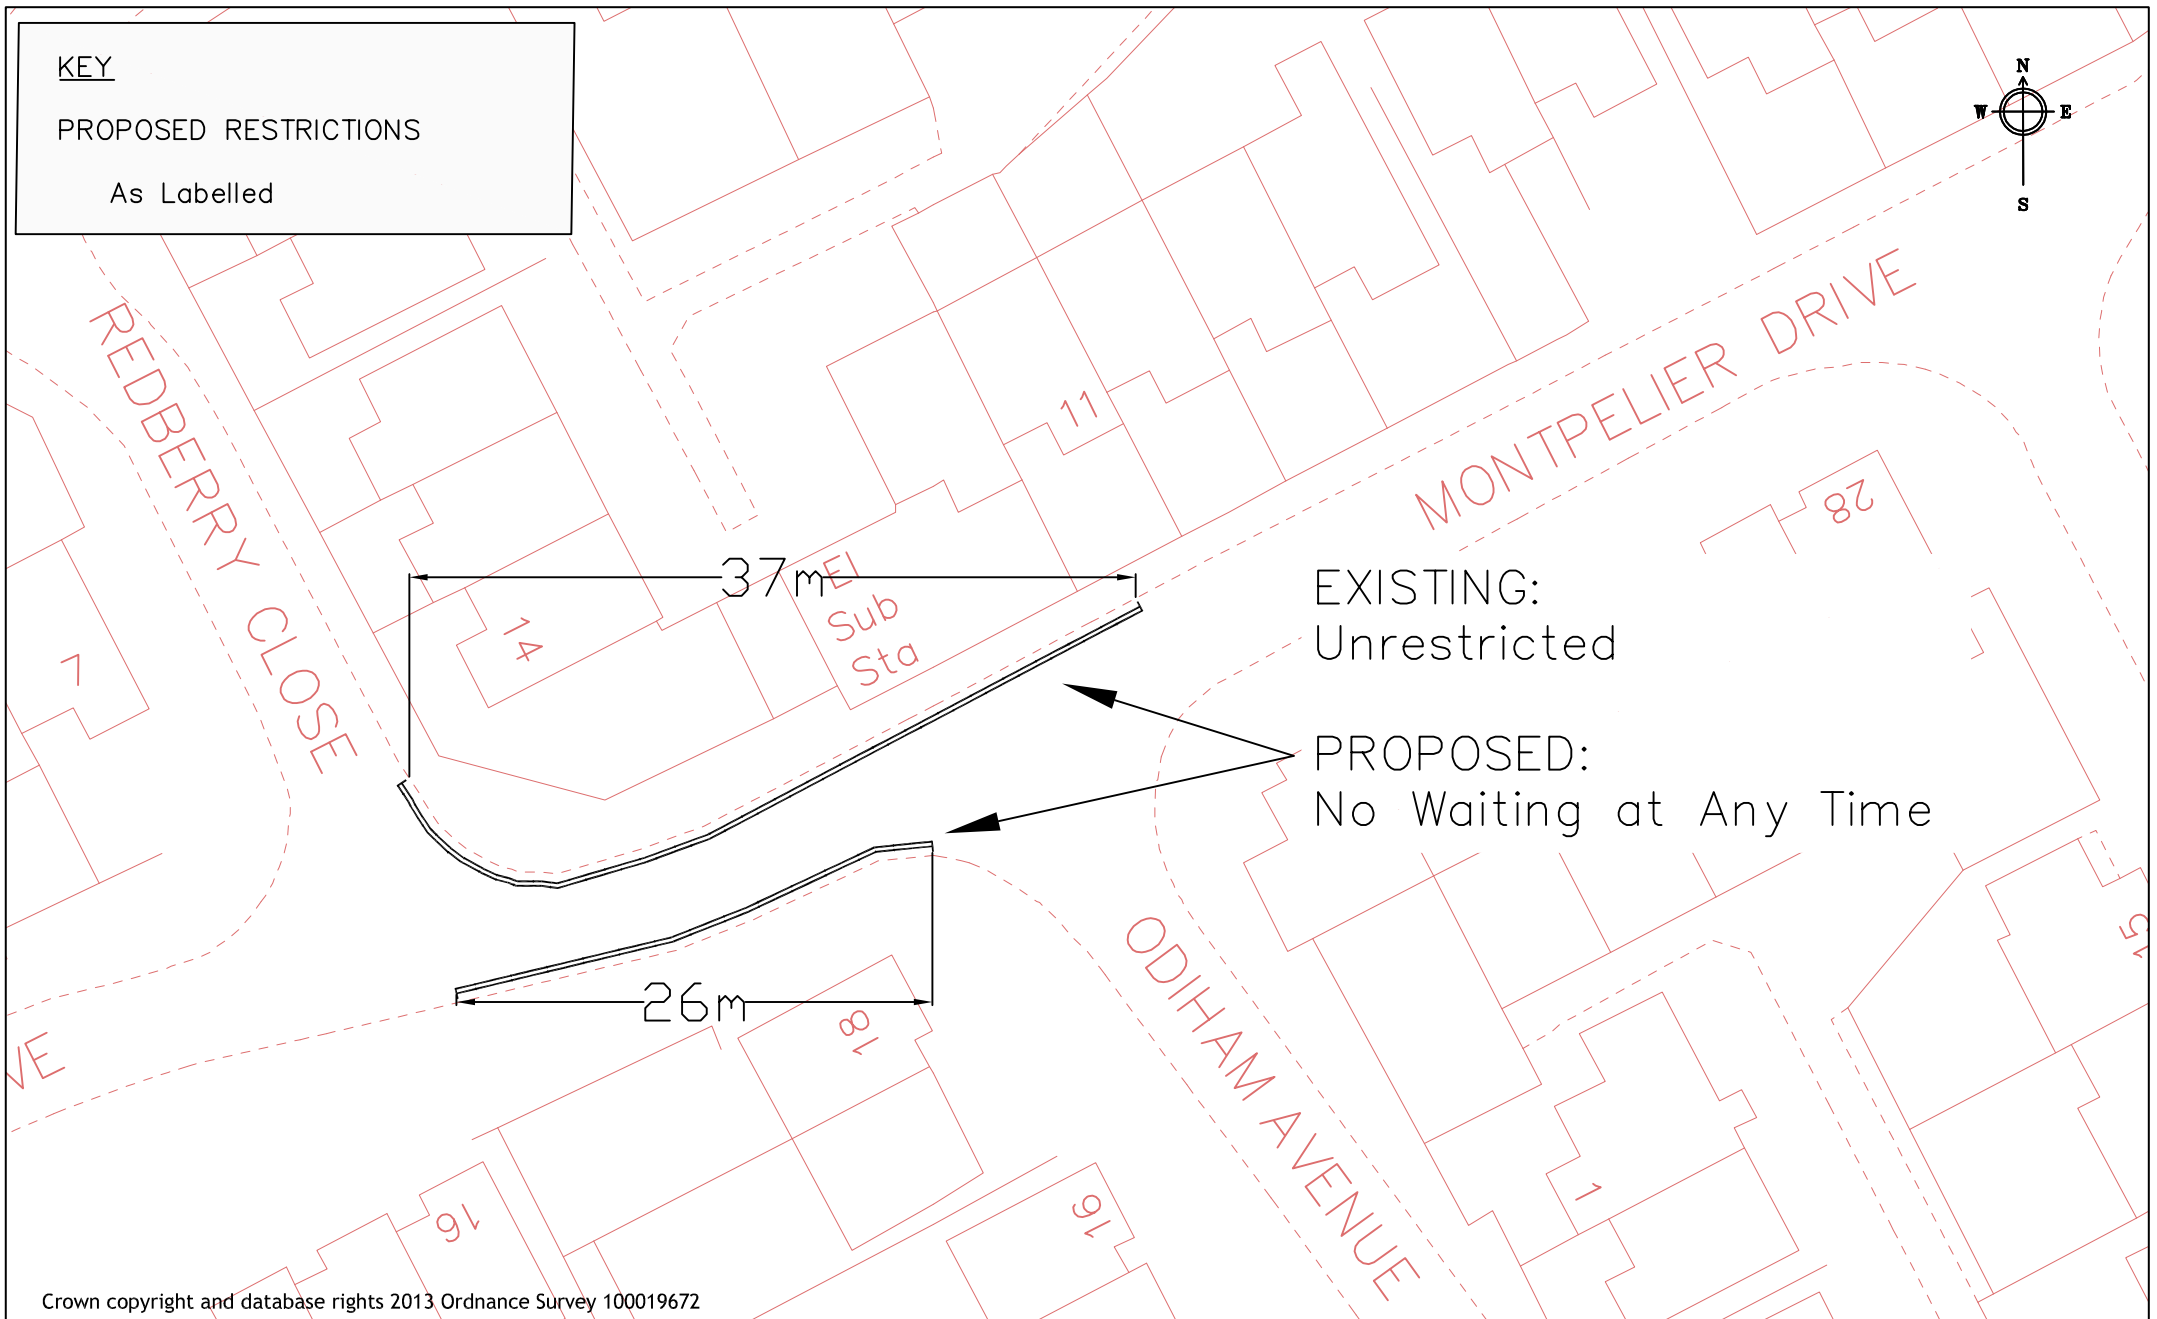 KEY
PROPOSED RESTRICTIONS
As Labelled
N
W E
S
REDBERRY CLOSE
MONTPELIER DRIVE
11
28
37m
El
Sub
Sta
14
7
EXISTING:
Unrestricted
PROPOSED:
No Waiting at Any Time
ODIHAM AVENUE
15
26m
18
VE
16
16
1
Crown copyright and database rights 2013 Ordnance Survey 100019672